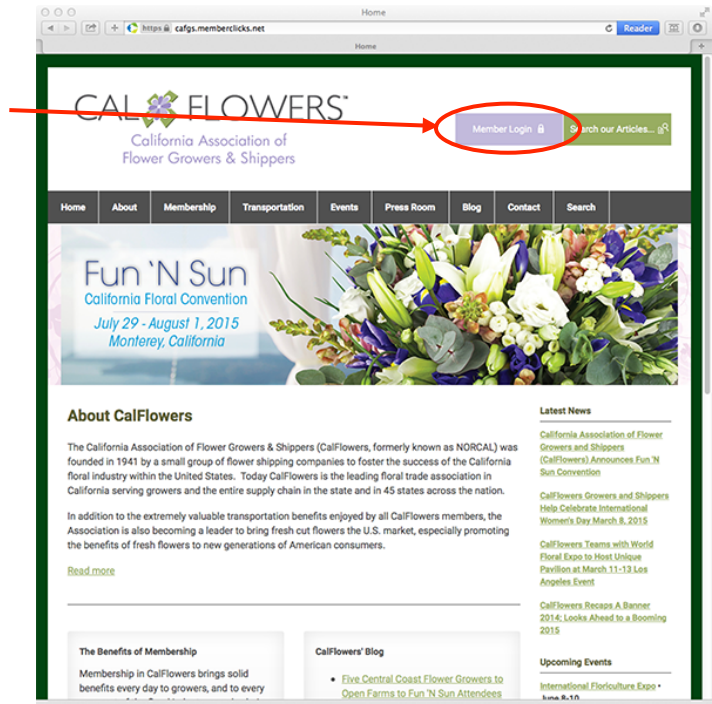 Home
https cafgs.memberclicks.net
Reader
Home
CAL FLOWERS
California Association of
Flower Growers & Shippers
Member Login
Search our Articles...
Home About Membership Transportation Events Press Room Blog Contact Search
Fun 'N Sun
California Floral Convention
July 29 - August 1, 2015
Monterey, California
About CalFlowers
The California Association of Flower Growers & Shippers (CalFlowers, formerly known as NORCAL) was
founded in 1941 by a small group of flower shipping companies to foster the success of the California
floral industry within the United States. Today CalFlowers is the leading floral trade association in
California serving growers and the entire supply chain in the state and in 45 states across the nation.
In addition to the extremely valuable transportation benefits enjoyed by all CalFlowers members, the
Association is also becoming a leader to bring fresh cut flowers the U.S. market, especially promoting
the benefits of fresh flowers to new generations of American consumers.
Read more
The Benefits of Membership
Membership in CalFlowers brings solid
benefits every day to growers, and to every
CalFlowers' Blog
Five Central Coast Flower Growers to
Open Farms to Fun 'N Sun Attendees
Latest News
California Association of Flower
Growers and Shippers
(CalFlowers) Announces Fun 'N
Sun Convention
CalFlowers Growers and Shippers
Help Celebrate International
Women's Day March 8, 2015
CalFlowers Teams with World
Floral Expo to Host Unique
Pavilion at March 11-13 Los
Angeles Event
CalFlowers Recaps A Banner
2014: Looks Ahead to a Booming
2015
Upcoming Events
International Floriculture Expo •
June 8-10